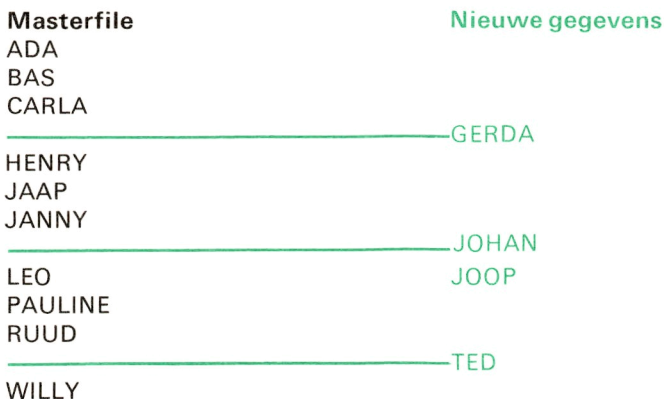 Masterfile Nieuwe gegevens
ADA
BAS
CARLA
GERDA
HENRY
JAAP
JANNY
JOHAN
LEO JOOP
PAULINE
RUUD
TED
WILLY